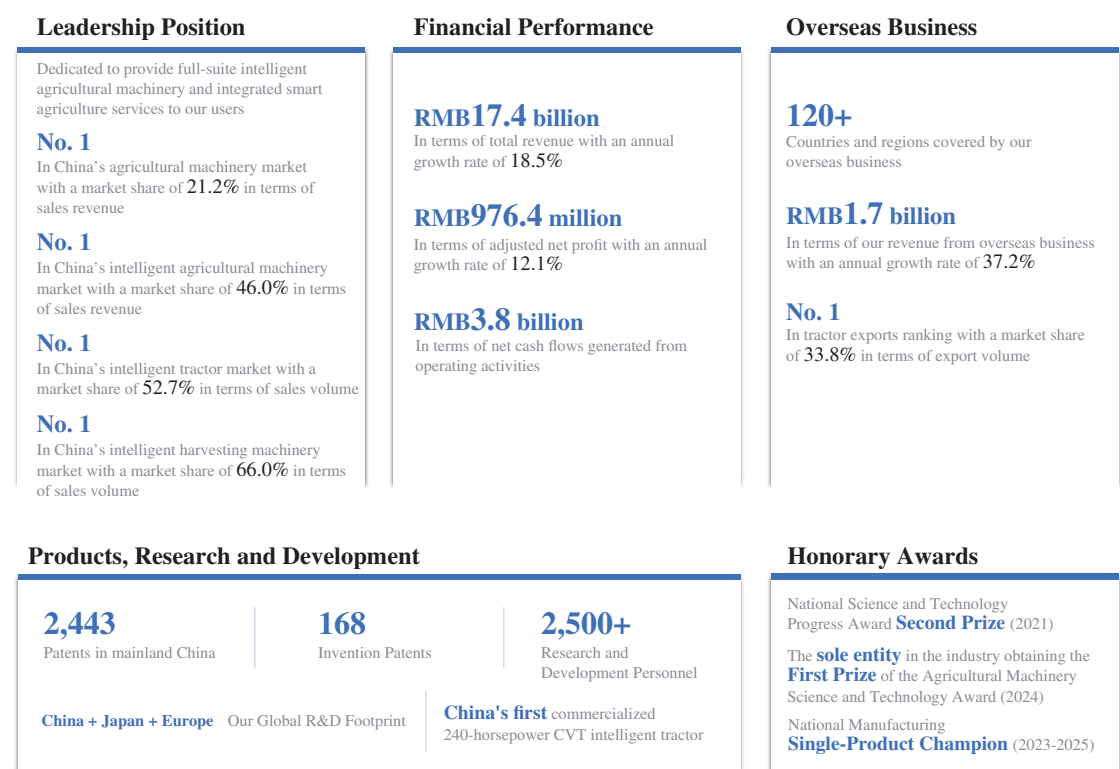 Leadership Position
Dedicated to provide full-suite intelligent
agricultural machinery and integrated smart
agriculture services to our users
No. 1
In China's agricultural machinery market
with a market share of 21.2% in terms of
sales revenue
No. 1
In China's intelligent agricultural machinery
market with a market share of 46.0% in terms
of sales revenue
No. 1
In China's intelligent tractor market with a
market share of 52.7% in terms of sales volume
No. 1
In China's intelligent harvesting machinery
market with a market share of 66.0% in terms
of sales volume
Financial Performance
RMB17.4 billion
In terms of total revenue with an annual
growth rate of 18.5%
RMB976.4 million
In terms of adjusted net profit with an annual
growth rate of 12.1%
RMB3.8 billion
In terms of net cash flows generated from
operating activities
Overseas Business
120+
Countries and regions covered by our
overseas business
RMB1.7 billion
In terms of our revenue from overseas business
with an annual growth rate of 37.2%
No. 1
In tractor exports ranking with a market share
of 33.8% in terms of export volume
Products, Research and Development
2,443
Patents in mainland China
168
Invention Patents
2,500+
Research and
Development Personnel
China + Japan + Europe Our Global R&D Footprint
China's first commercialized
240-horsepower CVT intelligent tractor
Honorary Awards
National Science and Technology
Progress Award Second Prize (2021)
The sole entity in the industry obtaining the
First Prize of the Agricultural Machinery
Science and Technology Award (2024)
National Manufacturing
Single-Product Champion (2023-2025)